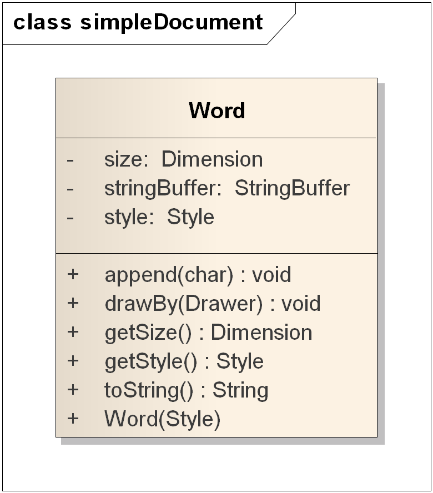 class simpleDocument
Word
- size: Dimension
- stringBuffer: StringBuffer
- style: Style
+ append(char) : void
+ drawBy(Drawer) : void
+ getSize() : Dimension
+ getStyle() : Style
+ toString() : String
+ Word(Style)